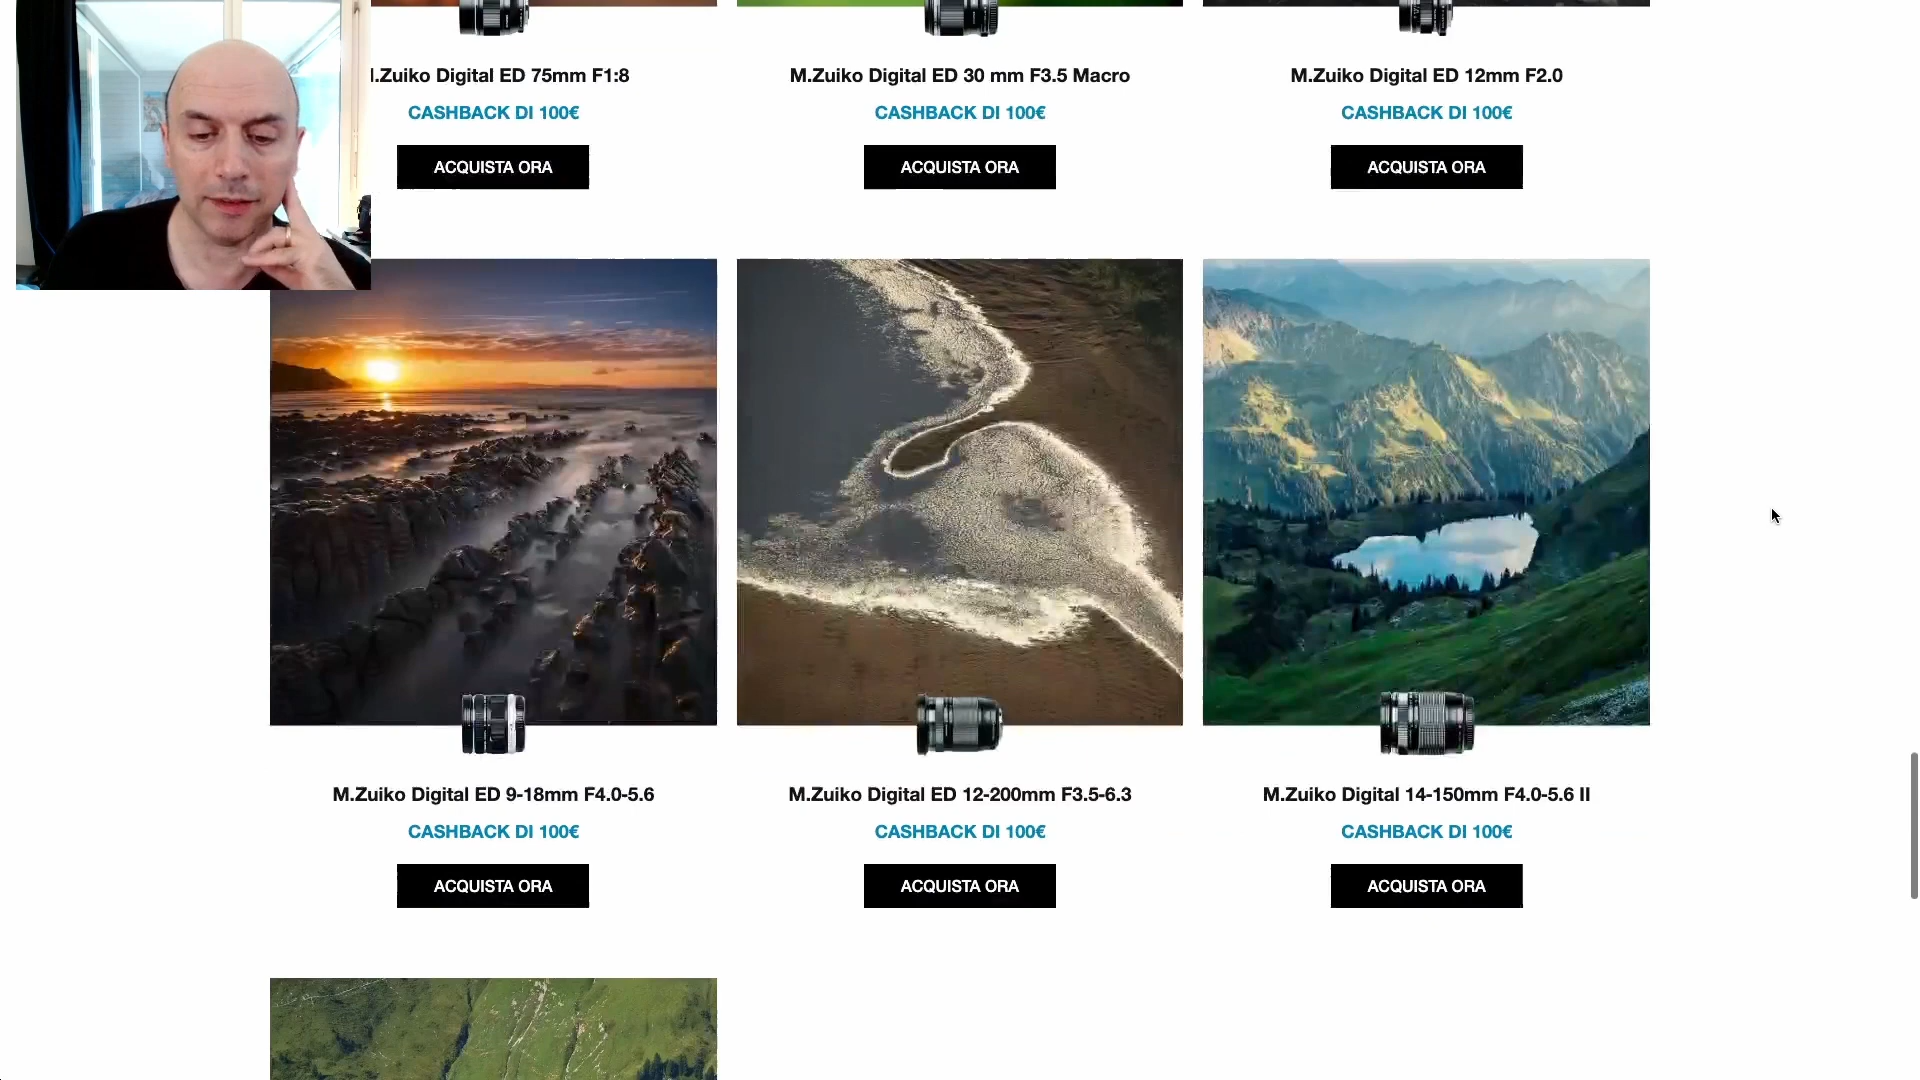 .Zuiko Digital ED 75mm F1:8
M.Zuiko Digital ED 30 mm F3.5 Macro
M.Zuiko Digital ED 12mm F2.0
CASHBACK DI 100€
CASHBACK DI 100€
CASHBACK DI 100€
ACQUISTA ORA
ACQUISTA ORA
ACQUISTA ORA
M.Zuiko Digital ED 9-18mm F4.0-5.6
M.Zuiko Digital ED 12-200mm F3.5-6.3
M.Zuiko Digital 14-150mm F4.0-5.6 II
CASHBACK DI 100€
CASHBACK DI 100€
CASHBACK DI 100€
ACQUISTA ORA
ACQUISTA ORA
ACQUISTA ORA